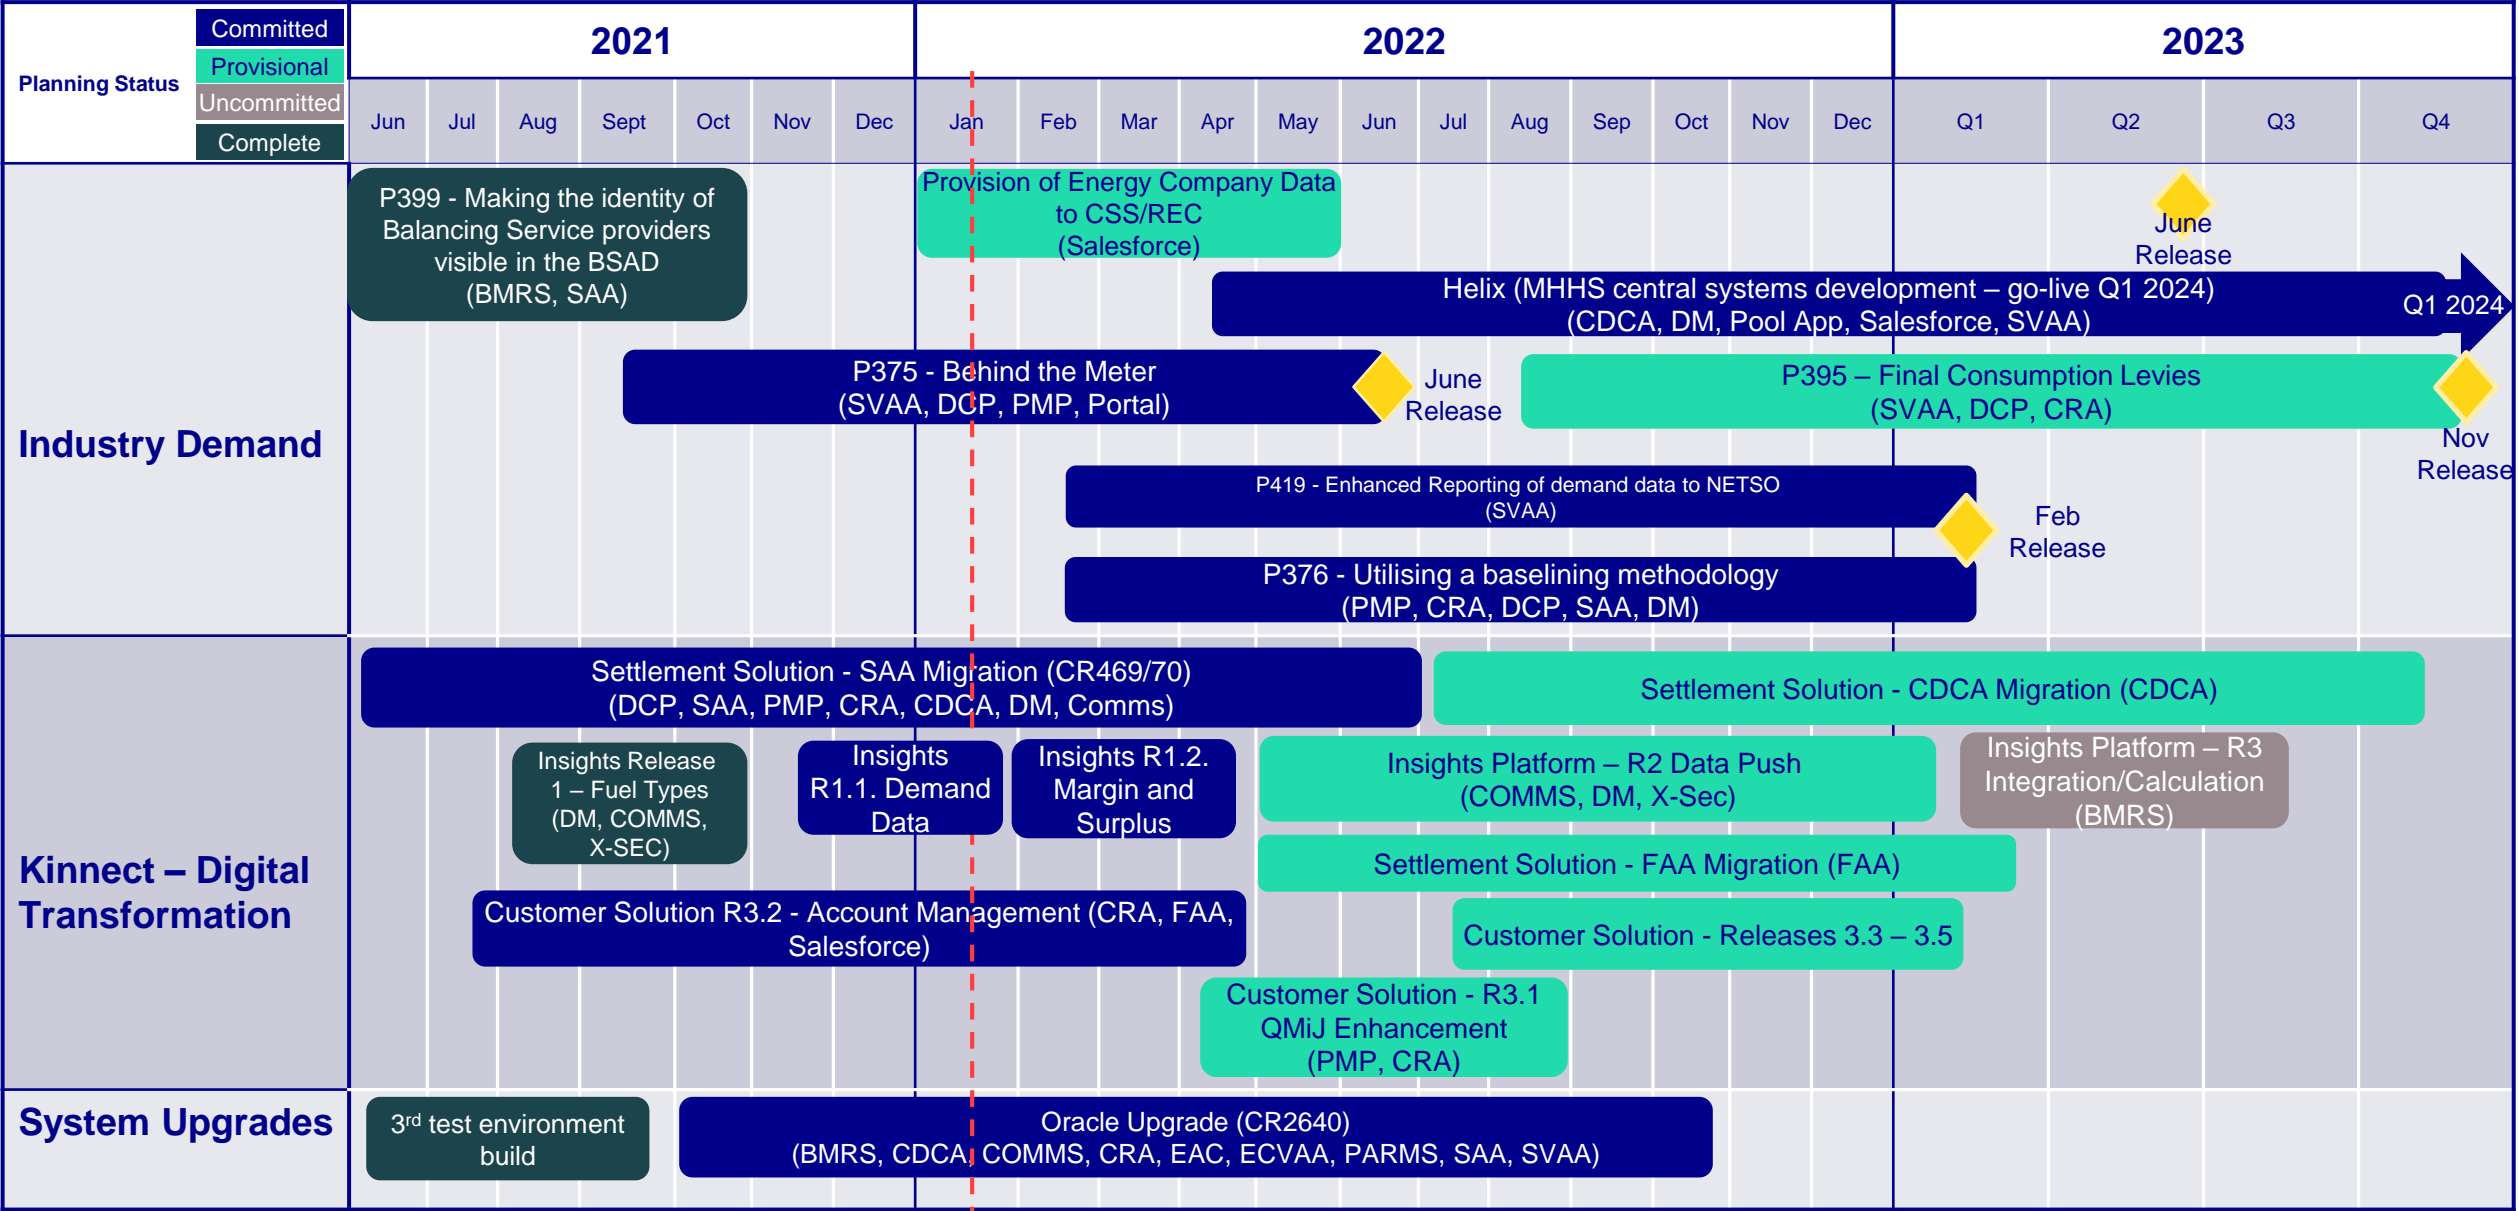 Planning Status
Committed
Provisional
Uncommitted
Complete
2021
2022
2023
Jun
Jul
Aug
Sept
Oct
Nov
Dec
Jan
Feb
Mar
Apr
May
Jun
Jul
Aug
Sep
Oct
Nov
Dec
Q1
Q2
Q3
Q4
Industry Demand
P399 - Making the identity of
Balancing Service providers
visible in the BSAD
(BMRS, SAA)
Provision of Energy Company Data
to CSS/REC
(Salesforce)
June
Release
Helix (MHHS central systems development – go-live Q1 2024)
(CDCA, DM, Pool App, Salesforce, SVAA)
Q1 2024
P375 - Behind the Meter
(SVAA, DCP, PMP, Portal)
June
Release
P395 – Final Consumption Levies
(SVAA, DCP, CRA)
Nov
Release
P419 - Enhanced Reporting of demand data to NETSO
(SVAA)
Feb
Release
P376 - Utilising a baselining methodology
(PMP, CRA, DCP, SAA, DM)
Kinnect – Digital
Transformation
Settlement Solution - SAA Migration (CR469/70)
(DCP, SAA, PMP, CRA, CDCA, DM, Comms)
Settlement Solution - CDCA Migration (CDCA)
Insights Release
1 – Fuel Types
(DM, COMMS,
X-SEC)
Insights
R1.1. Demand
Data
Insights R1.2.
Margin and
Surplus
Insights Platform – R2 Data Push
(COMMS, DM, X-Sec)
Insights Platform – R3
Integration/Calculation
(BMRS)
Settlement Solution - FAA Migration (FAA)
Customer Solution R3.2 - Account Management (CRA, FAA,
Salesforce)
Customer Solution - Releases 3.3 – 3.5
Customer Solution - R3.1
QMiJ Enhancement
(PMP, CRA)
System Upgrades
3rd test environment
build
Oracle Upgrade (CR2640)
(BMRS, CDCA, COMMS, CRA, EAC, ECVAA, PARMS, SAA, SVAA)